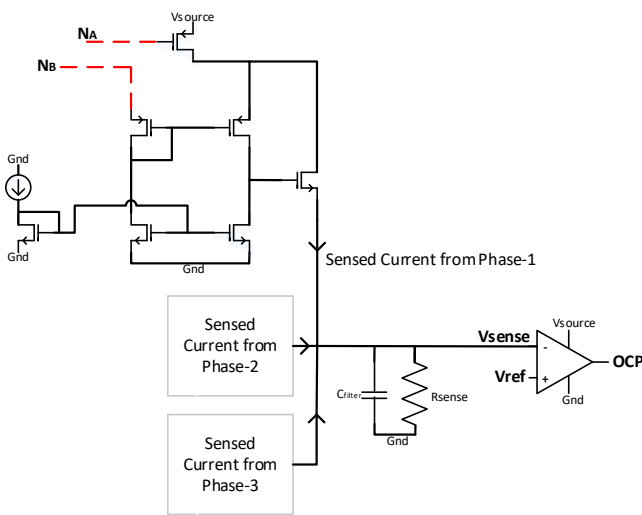 Vsource
NA
NB
Gnd
Gnd
Gnd
Sensed Current from Phase-1
Sensed
Current from
Phase-2
Vsense
Vsource
-
OCP
Vref
+
Cfilter
Rsense
Gnd
Gnd
Sensed
Current from
Phase-3